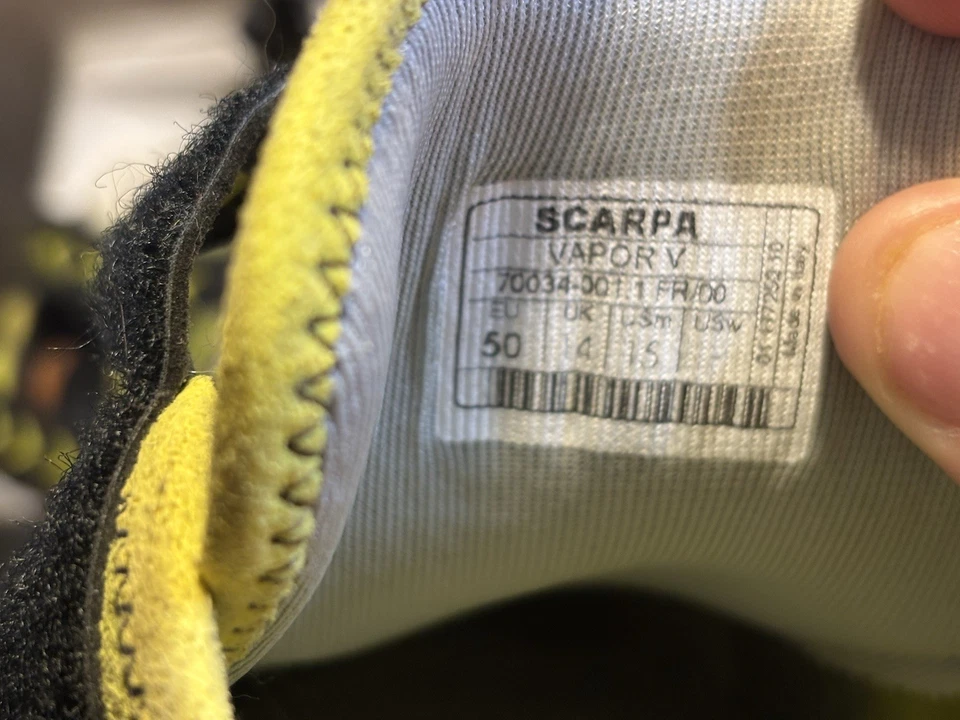 SCARPA
VAPOR V
70034-001.1 FR/00
EU UK USm USw
50 14 15
Made in Italy